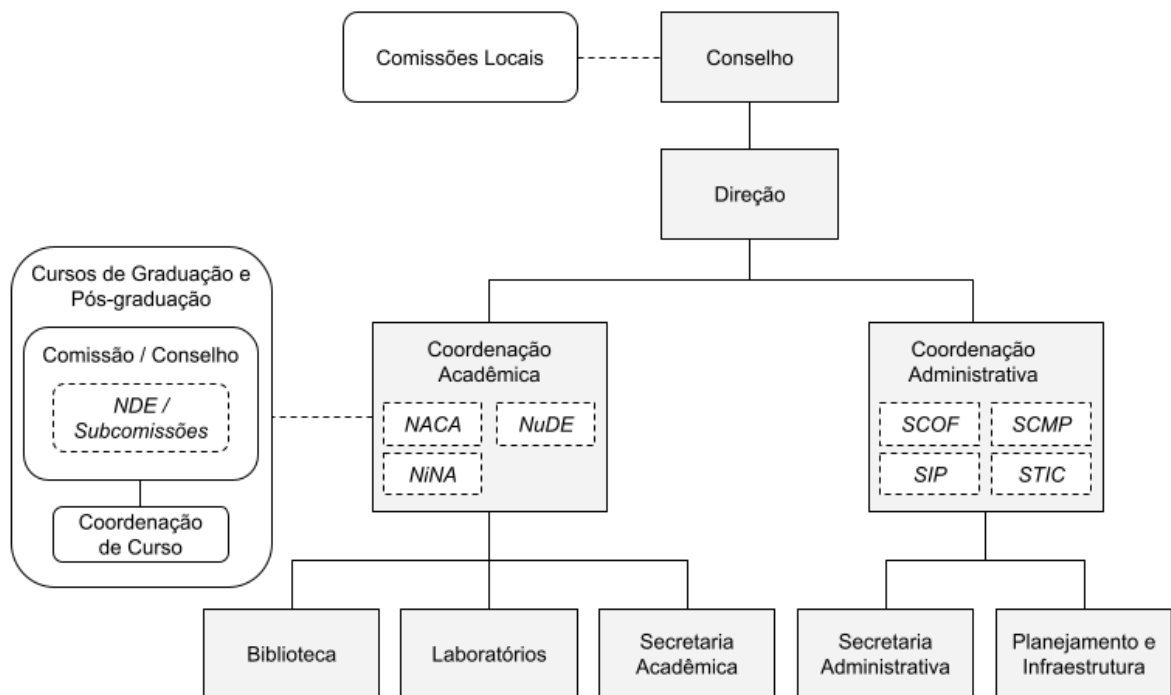 Comissões Locais
Conselho
Direção
Cursos de Graduação e
Pós-graduação
Comissão / Conselho
NDE /
Subcomissões
Coordenação
de Curso
Coordenação
Acadêmica
NACA
NuDE
NiNA
Coordenação
Administrativa
SCOF
SCMP
SIP
STIC
Biblioteca
Laboratórios
Secretaria
Acadêmica
Secretaria
Administrativa
Planejamento e
Infraestrutura